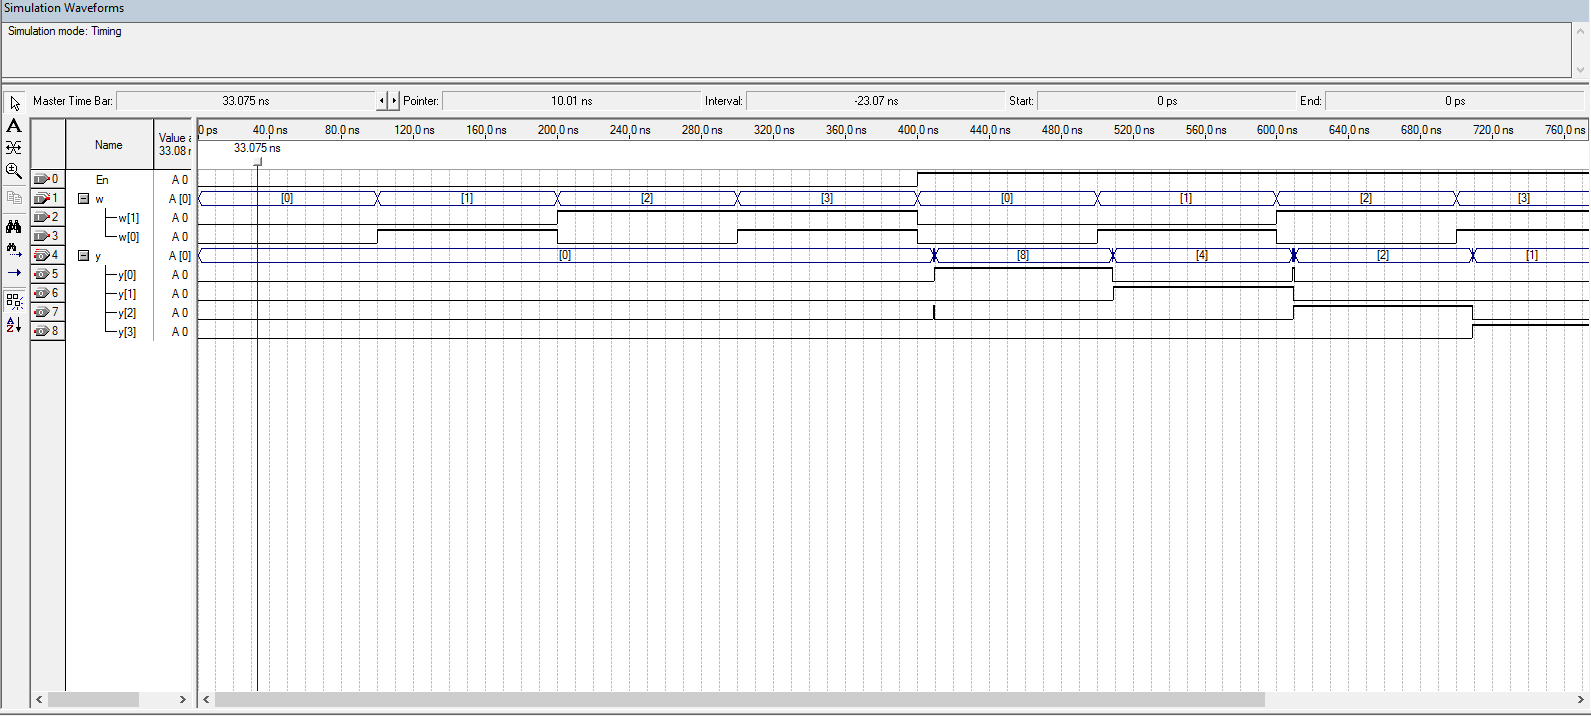 Simulation Waveforms
Simulation mode: Timing
Master Time Bar: 33.075 ns Pointer: 10.01 ns Interval: -23.07 ns Start: 0 ps End: 0 ps
Name Value a 33.08 n
0 ps 40.0 ns 80.0 ns 120.0 ns 160.0 ns 200.0 ns 240.0 ns 280.0 ns 320.0 ns 360.0 ns 400.0 ns 440.0 ns 480.0 ns 520.0 ns 560.0 ns 600.0 ns 640.0 ns 680.0 ns 720.0 ns 760.0 ns
33.075 ns
0 En A 0
1 w A [0] [0] [1] [2] [3] [0] [1] [2] [3]
2 w[1] A 0
3 w[0] A 0
4 y A [0] [0] [8] [4] [2] [1]
5 y[0] A 0
6 y[1] A 0
7 y[2] A 0
8 y[3] A 0